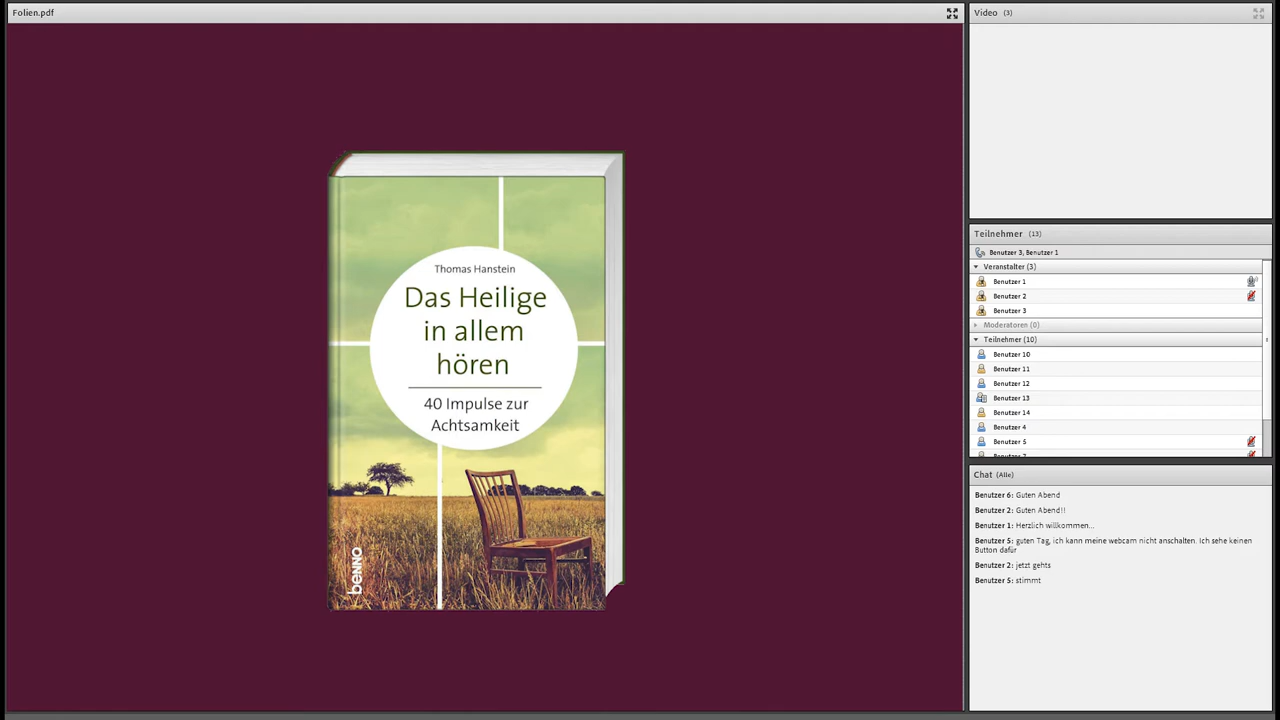 Folien.pdf
Thomas Hanstein
Das Heilige
in allem
hören
40 Impulse zur
Achtsamkeit
benno
Video (3)
Teilnehmer (13)
Benutzer 3, Benutzer 1
Veranstalter (3)
Benutzer 1
Benutzer 2
Benutzer 3
Moderatoren (0)
Teilnehmer (10)
Benutzer 10
Benutzer 11
Benutzer 12
Benutzer 13
Benutzer 14
Benutzer 4
Benutzer 5
Chat (Alle)
Benutzer 6: Guten Abend
Benutzer 2: Guten Abend!!
Benutzer 1: Herzlich willkommen...
Benutzer 5: guten Tag, ich kann meine webcam nicht anschalten. Ich sehe keinen
Button dafür
Benutzer 2: jetzt gehts
Benutzer 5: stimmt